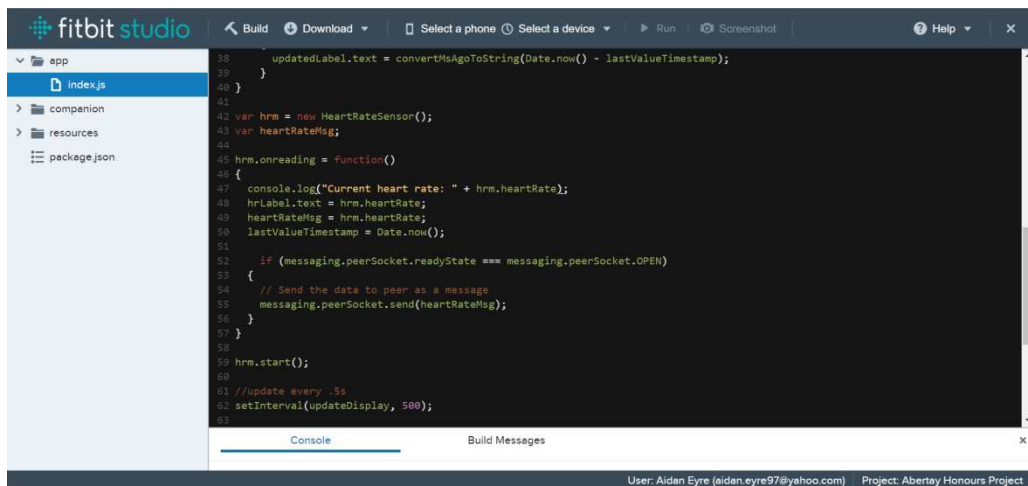 fitbit studio Build Download Select a phone Select a device Run Screenshot Help ×
app
index.js
companion
resources
package.json
38 updatedLabel.text = convertMsAgoToString(Date.now() - lastValueTimestamp);
39 }
40 }
41
42 var hrm = new HeartRateSensor();
43 var heartRateMsg;
44
45 hrm.onreading = function()
46 {
47 console.log("Current heart rate: " + hrm.heartRate);
48 hrLabel.text = hrm.heartRate;
49 heartRateMsg = hrm.heartRate;
50 lastValueTimestamp = Date.now();
51
52 if (messaging.peerSocket.readyState === messaging.peerSocket.OPEN)
53 {
54 // Send the data to peer as a message
55 messaging.peerSocket.send(heartRateMsg);
56 }
57 }
58
59 hrm.start();
60
61 //update every .5s
62 setInterval(updateDisplay, 500);
63
Console Build Messages ×
User: Aidan Eyre (aidan.eyre97@yahoo.com) Project: Abertay Honours Project